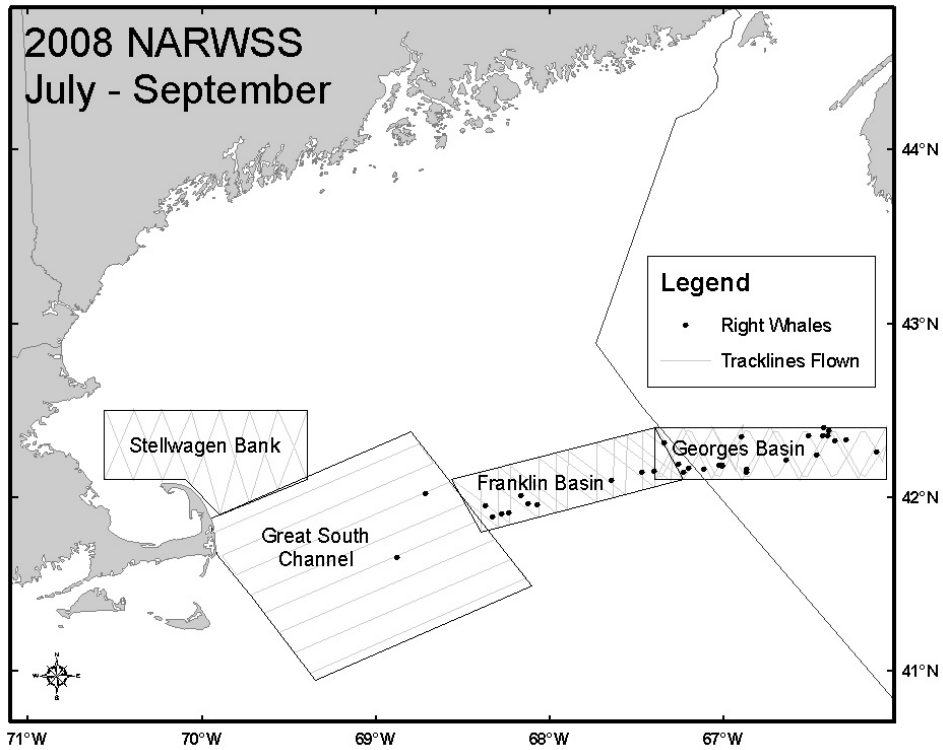 2008 NARWSS
July - September
44°N
Legend
Right Whales
Tracklines Flown
43°N
Stellwagen Bank
Georges Basin
Franklin Basin
42°N
Great South
Channel
N
W E
S
41°N
71°W 70°W 69°W 68°W 67°W